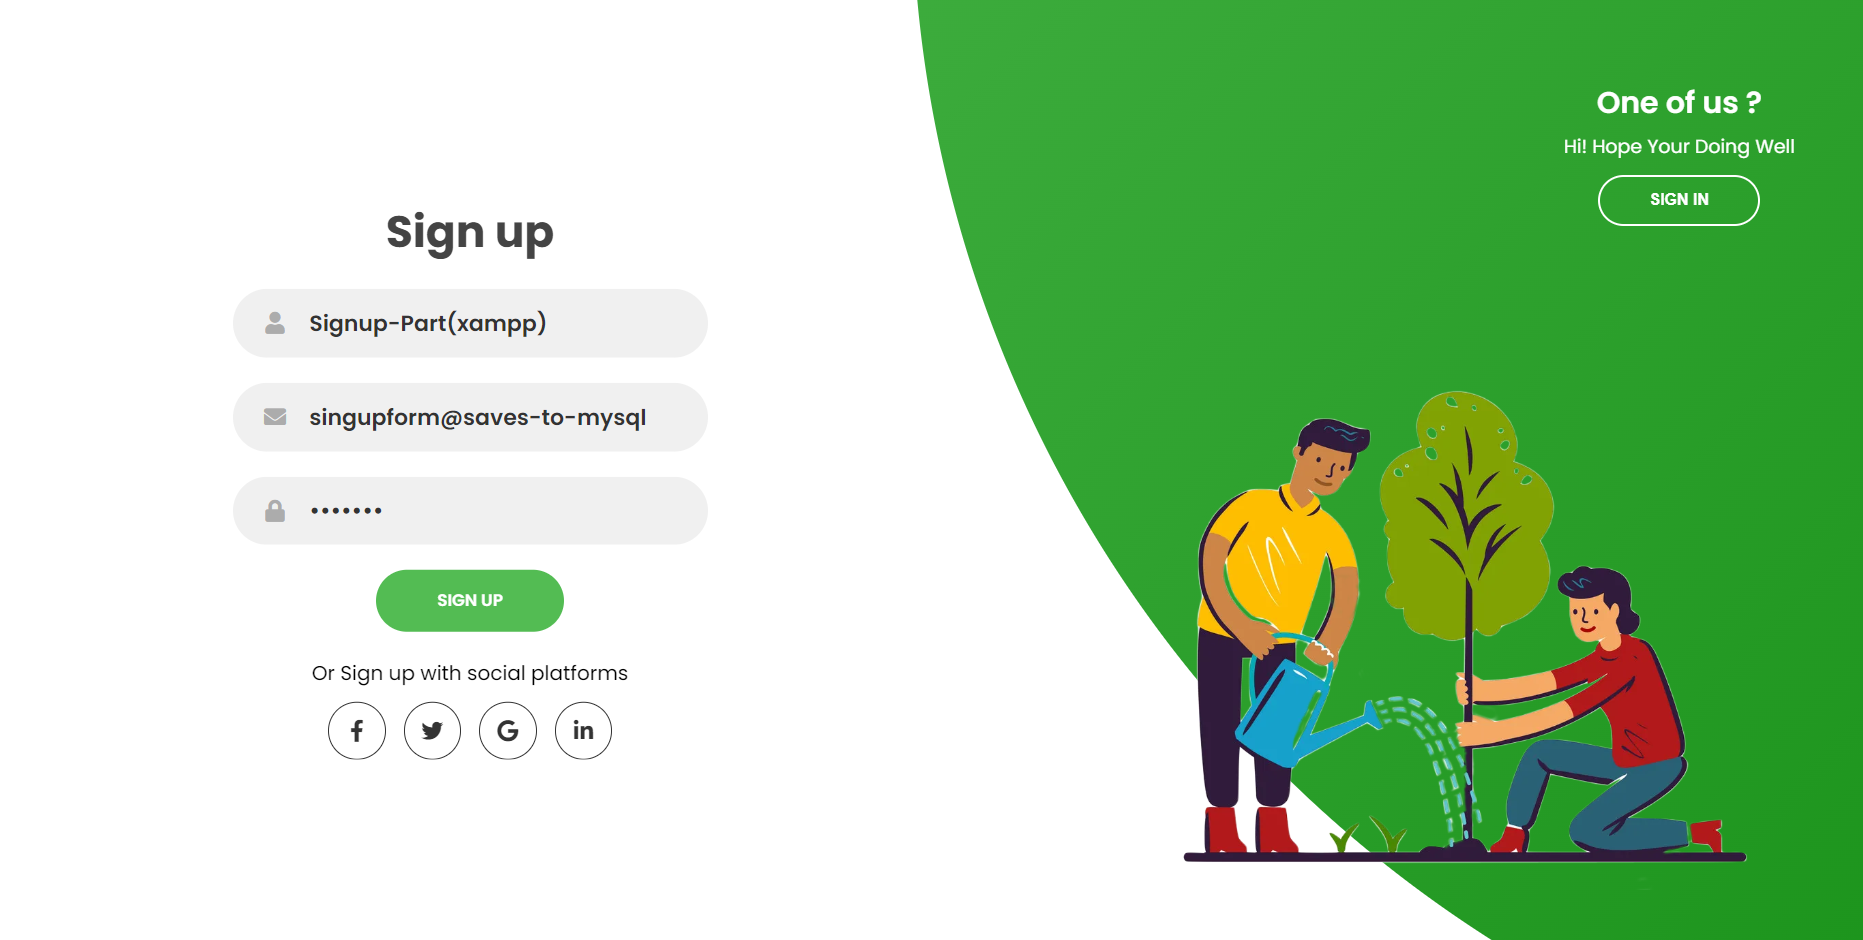 Sign up
Signup-Part(xampp)
singupform@saves-to-mysql
•••••••
SIGN UP
Or Sign up with social platforms
One of us ?
Hi! Hope Your Doing Well
SIGN IN